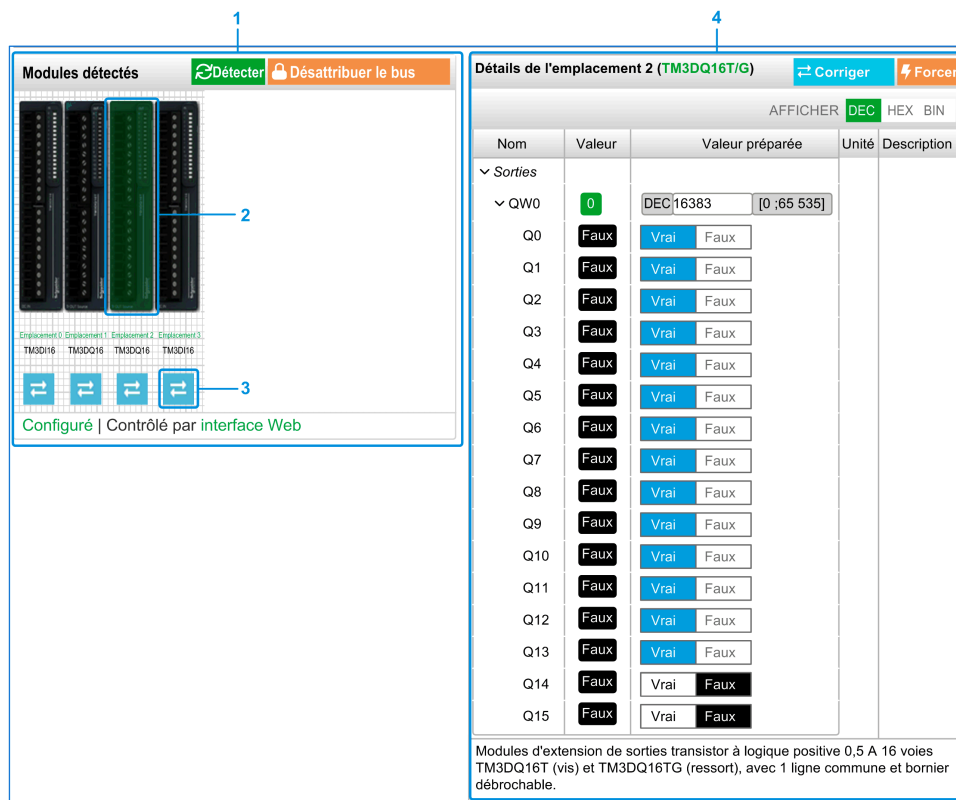 1
4
Modules détectés
Détecter
Désattribuer le bus
Emplacement 0 Emplacement 1 Emplacement 2 Emplacement 3
TM3DI16 TM3DQ16 TM3DQ16 TM3DI16
2
3
Configuré | Contrôlé par interface Web
Détails de l'emplacement 2 (TM3DQ16T/G)
Corriger
Forcer
AFFICHER DEC HEX BIN
Nom Valeur Valeur préparée Unité Description
Sorties
QW0 0 DEC 16383 [0 ;65 535]
Q0 Faux Vrai Faux
Q1 Faux Vrai Faux
Q2 Faux Vrai Faux
Q3 Faux Vrai Faux
Q4 Faux Vrai Faux
Q5 Faux Vrai Faux
Q6 Faux Vrai Faux
Q7 Faux Vrai Faux
Q8 Faux Vrai Faux
Q9 Faux Vrai Faux
Q10 Faux Vrai Faux
Q11 Faux Vrai Faux
Q12 Faux Vrai Faux
Q13 Faux Vrai Faux
Q14 Faux Vrai Faux
Q15 Faux Vrai Faux
Modules d'extension de sorties transistor à logique positive 0,5 A 16 voies
TM3DQ16T (vis) et TM3DQ16TG (ressort), avec 1 ligne commune et bornier
débrochable.